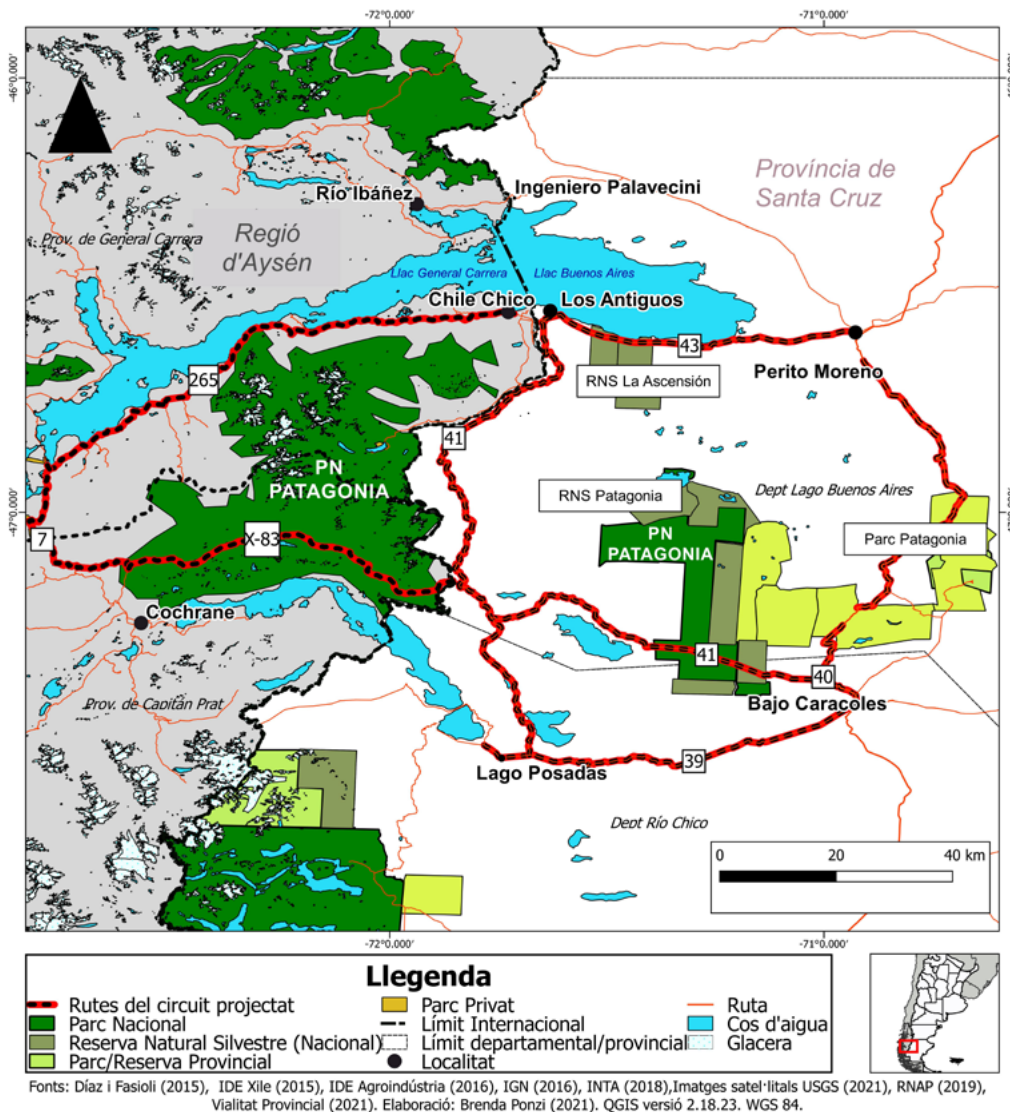 -72°0.000'
-71°0.000'
-46°0.000'
Província de
Santa Cruz
Ingeniero Palavecini
Río Ibáñez
Prov. de General Carrera
Regió
d'Aysén
Llac General Carrera
Llac Buenos Aires
Chile Chico
Los Antiguos
43
265
RNS La Ascensión
Perito Moreno
41
PN
PATAGONIA
RNS Patagonia
Dept Lago Buenos Aires
-47°0.000'
7
X-83
PN
PATAGONIA
Parc Patagonia
Cochrane
41
40
Prov. de Capitán Prat
Bajo Caracoles
39
Lago Posadas
Dept Río Chico
0
20
40 km
-72°0.000'
-71°0.000'
Llegenda
Rutes del circuit projectat
Parc Nacional
Reserva Natural Silvestre (Nacional)
Parc/Reserva Provincial
Parc Privat
Límit Internacional
Límit departamental/provincial
Localitat
Ruta
Cos d'aigua
Glacera
Fonts: Díaz i Fasioli (2015), IDE Xile (2015), IDE Agroindústria (2016), IGN (2016), INTA (2018),Imatges satel·litals USGS (2021), RNAP (2019),
Vialitat Provincial (2021). Elaboració: Brenda Ponzi (2021). QGIS versió 2.18.23. WGS 84.